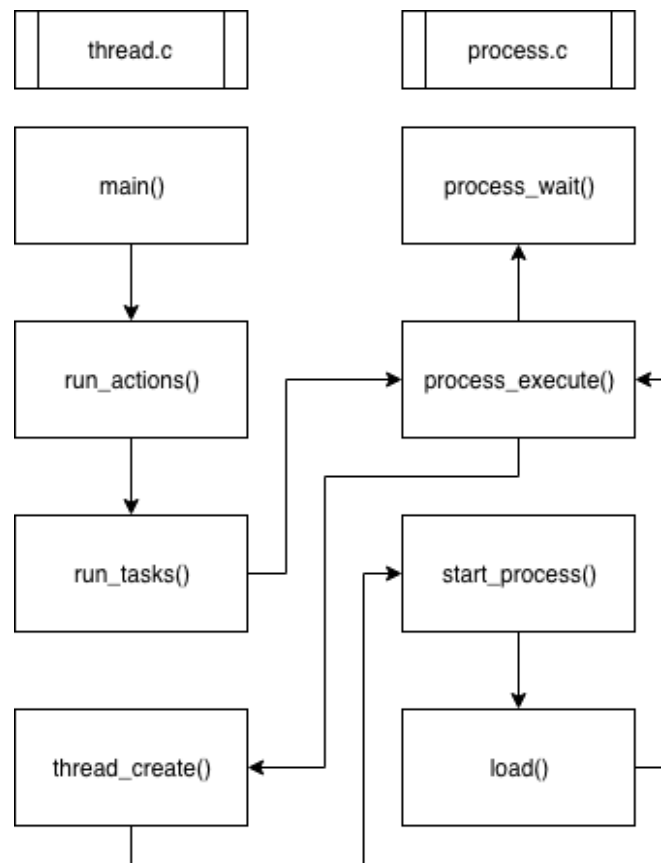 thread.c
process.c
main()
process_wait()
run_actions()
process_execute()
run_tasks()
start_process()
thread_create()
load()